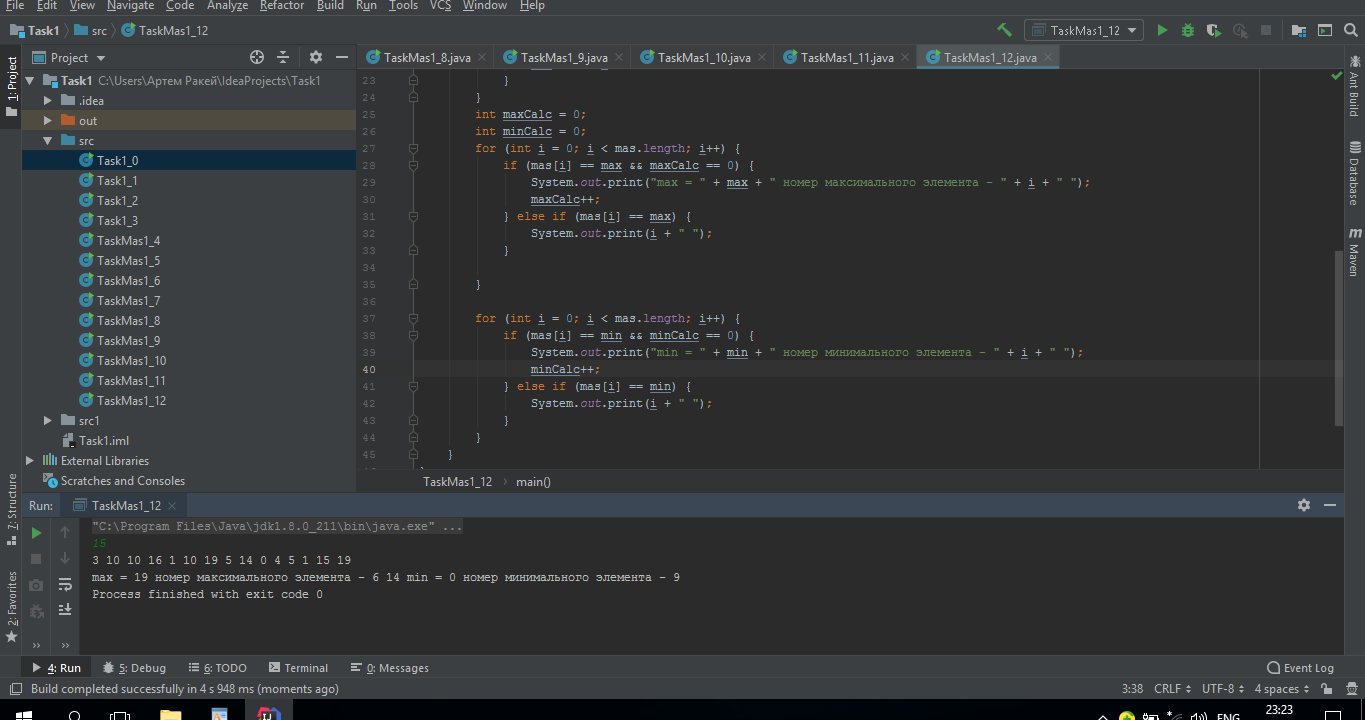 File Edit View Navigate Code Analyze Refactor Build Run Tools VCS Window Help
Task1 src TaskMas1_12
TaskMas1_12
Project
TaskMas1_8.java TaskMas1_9.java TaskMas1_10.java TaskMas1_11.java TaskMas1_12.java
1: Project
Task1 C:\Users\Артем Ракей\IdeaProjects\Task1
.idea
out
src
Task1_0
Task1_1
Task1_2
Task1_3
TaskMas1_4
TaskMas1_5
TaskMas1_6
TaskMas1_7
TaskMas1_8
TaskMas1_9
TaskMas1_10
TaskMas1_11
TaskMas1_12
src1
Task1.iml
External Libraries
Scratches and Consoles
23 }
24 }
25 int maxCalc = 0;
26 int minCalc = 0;
27 for (int i = 0; i < mas.length; i++) {
28 if (mas[i] == max && maxCalc == 0) {
29 System.out.print("max = " + max + " номер максимального элемента - " + i + " ");
30 maxCalc++;
31 } else if (mas[i] == max) {
32 System.out.print(i + " ");
33 }
34
35 }
36
37 for (int i = 0; i < mas.length; i++) {
38 if (mas[i] == min && minCalc == 0) {
39 System.out.print("min = " + min + " номер минимального элемента - " + i + " ");
40 minCalc++;
41 } else if (mas[i] == min) {
42 System.out.print(i + " ");
43 }
44 }
45 }
TaskMas1_12 main()
Ant Build
Database
Maven
7: Structure
2: Favorites
Run: TaskMas1_12
"C:\Program Files\Java\jdk1.8.0_211\bin\java.exe" ...
15
3 10 10 16 1 10 19 5 14 0 4 5 1 15 19
max = 19 номер максимального элемента - 6 14 min = 0 номер минимального элемента - 9
Process finished with exit code 0
4: Run 5: Debug 6: TODO Terminal 0: Messages Event Log
Build completed successfully in 4 s 948 ms (moments ago) 3:38 CRLF UTF-8 4 spaces
ENG 23:23